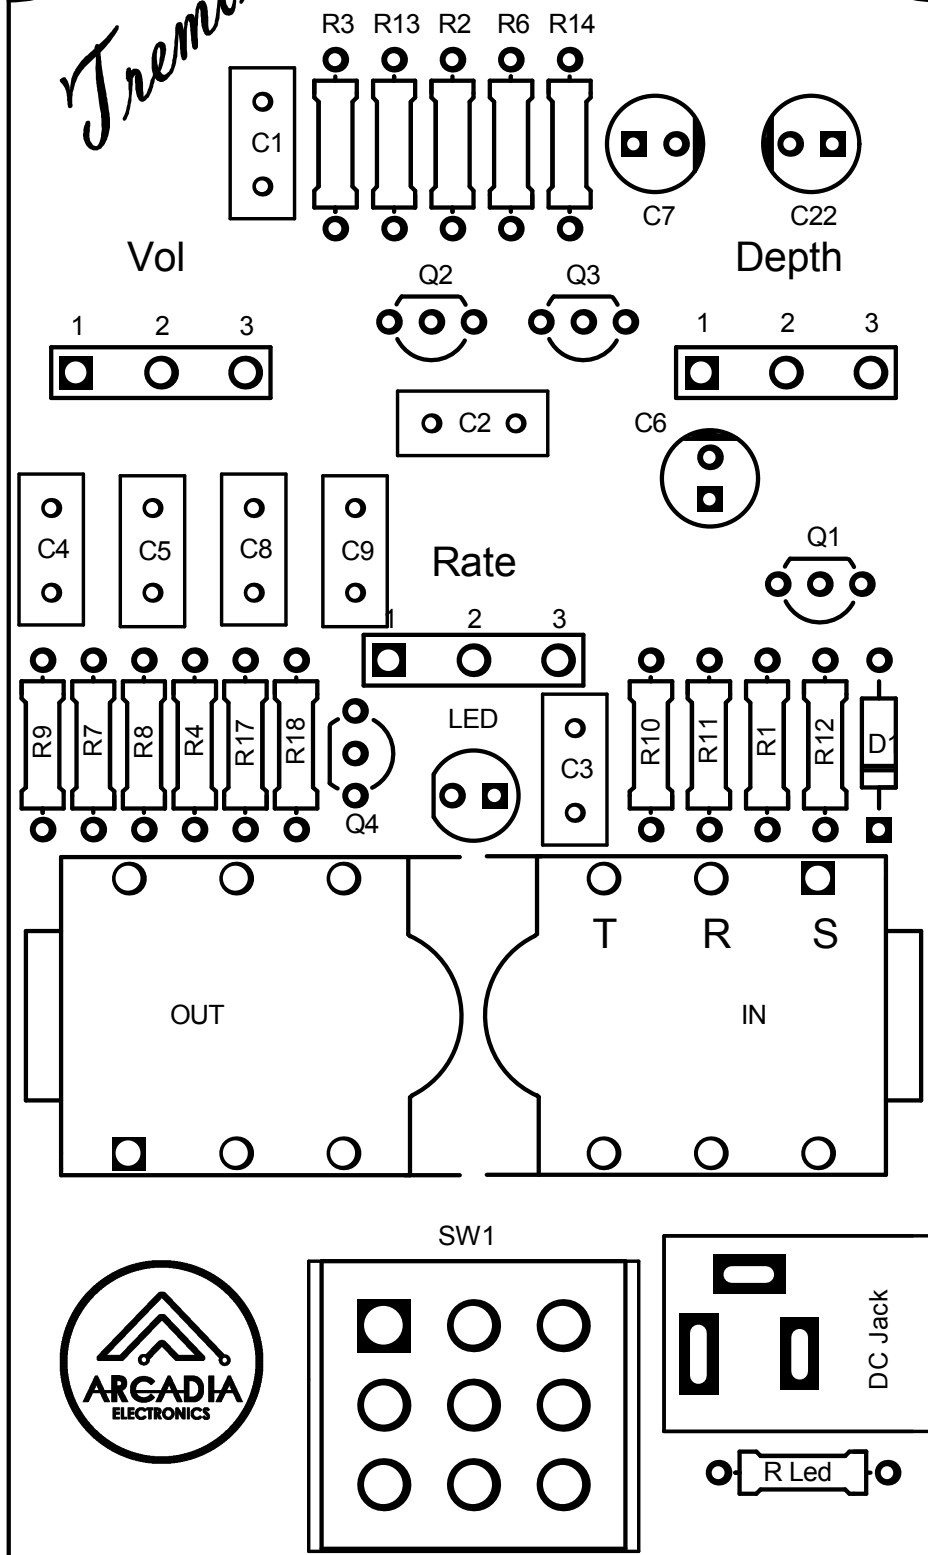 R3 R13 R2 R6 R14
C1
C7 C22
Vol Depth
Q2 Q3
1 2 3 1 2 3
C2 C6
C4 C5 C8 C9
Rate
Q1
1 2 3
R9 R7 R8 R4 R17 R18 LED R10 R11 R1 R12 D1
C3
Q4
T R S
OUT IN
SW1
DC Jack
ARCADIA
ELECTRONICS
R Led